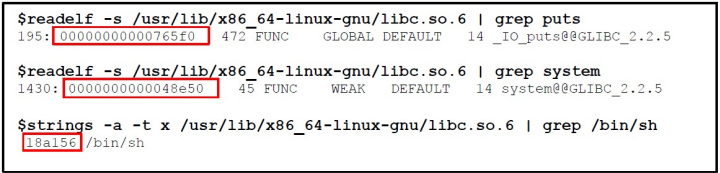 $readelf -s /usr/lib/x86_64-linux-gnu/libc.so.6 | grep puts
195: 00000000000765f0 472 FUNC GLOBAL DEFAULT 14 _IO_puts@@GLIBC_2.2.5
$readelf -s /usr/lib/x86_64-linux-gnu/libc.so.6 | grep system
1430: 0000000000048e50 45 FUNC WEAK DEFAULT 14 system@@GLIBC_2.2.5
$strings -a -t x /usr/lib/x86_64-linux-gnu/libc.so.6 | grep /bin/sh
18a156 /bin/sh